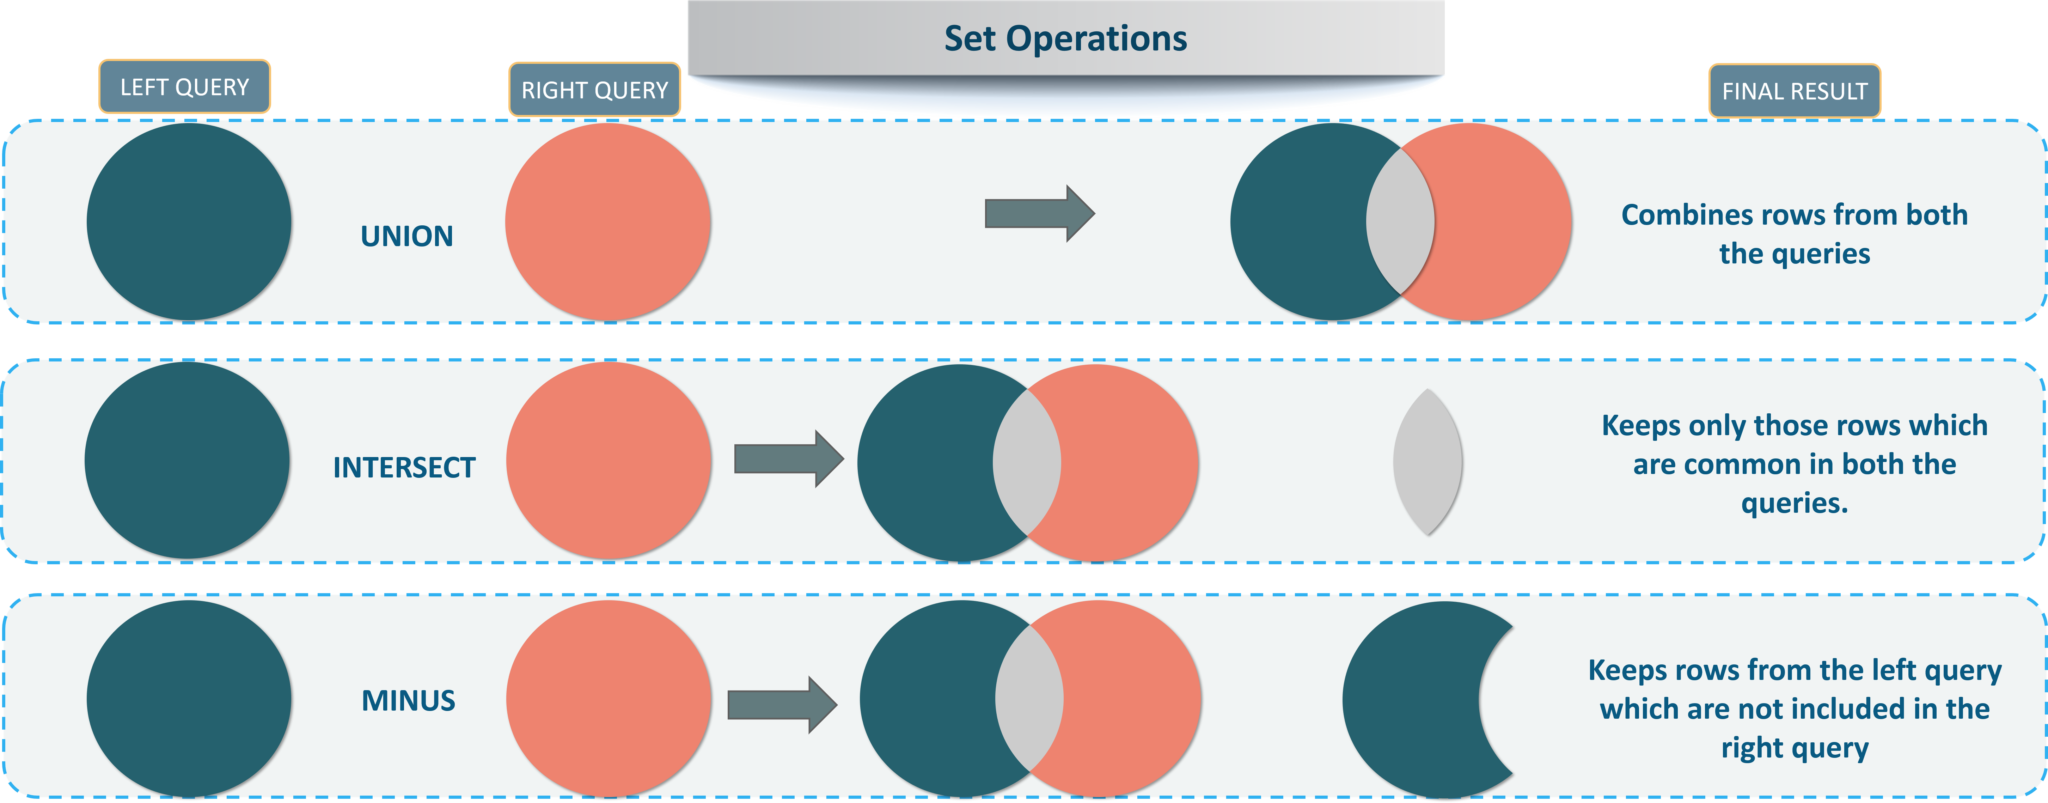 Set Operations
LEFT QUERY
RIGHT QUERY
FINAL RESULT
UNION
Combines rows from both
the queries
INTERSECT
Keeps only those rows which
are common in both the
queries.
MINUS
Keeps rows from the left query
which are not included in the
right query